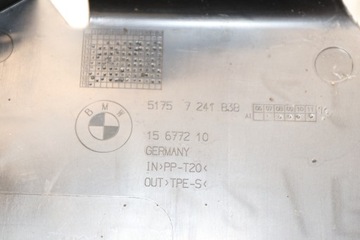 BMW
5175 7 241 838
15 6772 10
GERMANY
IN>PP-T20<
OUT>TPE-S<